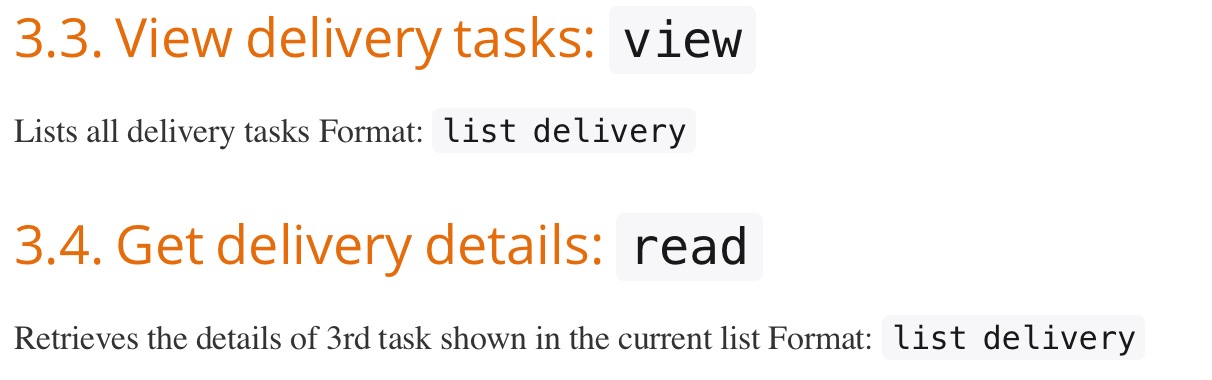 3.3. View delivery tasks: view
Lists all delivery tasks Format: list delivery
3.4. Get delivery details: read
Retrieves the details of 3rd task shown in the current list Format: list delivery